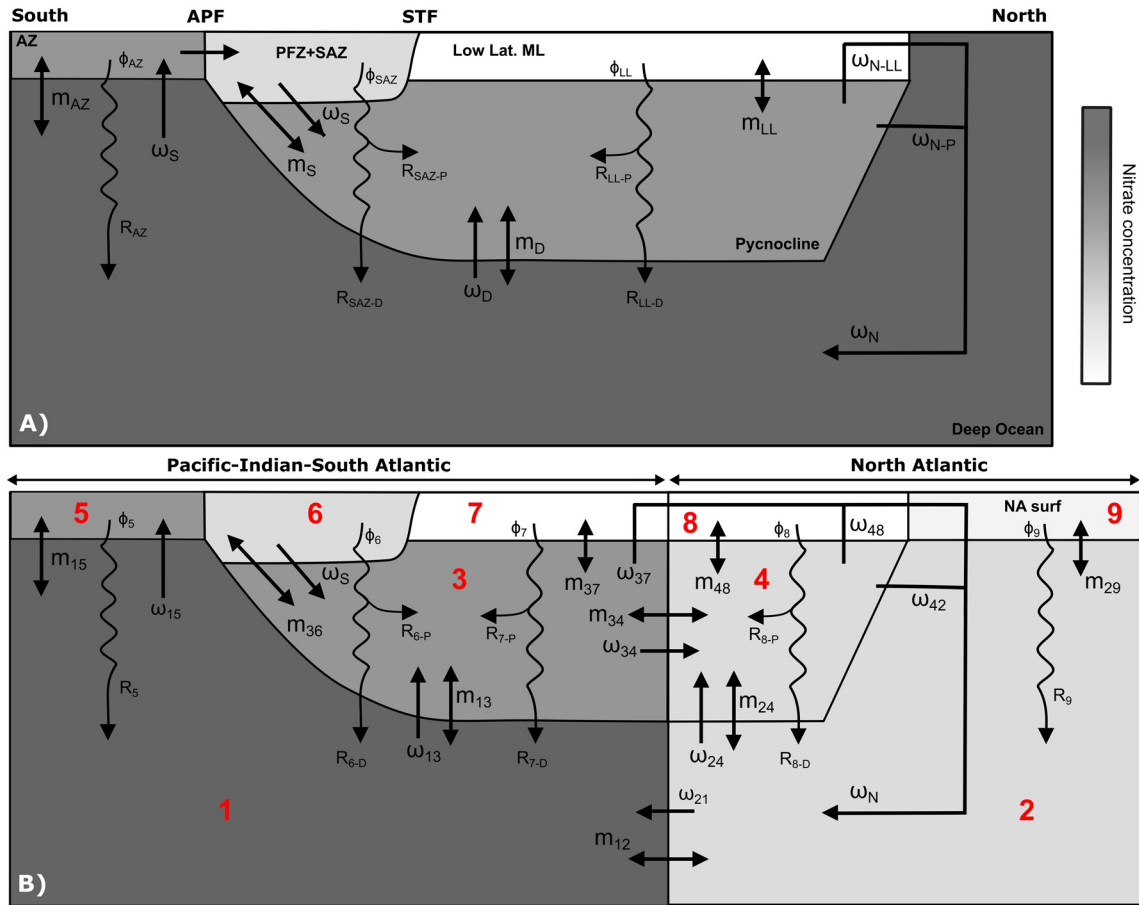 South APF STF North
AZ
PFZ+SAZ
Low Lat. ML
ϕAZ
ϕSAZ
ϕLL
ωN-LL
mAZ
ωS
ωS
mS
mLL
ωN-P
RSAZ-P
RLL-P
RAZ
mD
Pycnocline
ωD
RSAZ-D
RLL-D
ωN
Nitrate concentration
A)
Deep Ocean
Pacific-Indian-South Atlantic North Atlantic
5 6 7 8 NA surf 9
ϕ5
ϕ6
ϕ7
ϕ8
ω48
ϕ9
m15
ω15
ωS
m36
3
m37
ω37
m48
4
ω42
m29
R6-P
R7-P
m34
R8-P
ω34
R5
m13
m24
R9
ω13
R6-D
R7-D
ω24
R8-D
1
ω21
ωN
2
m12
B)